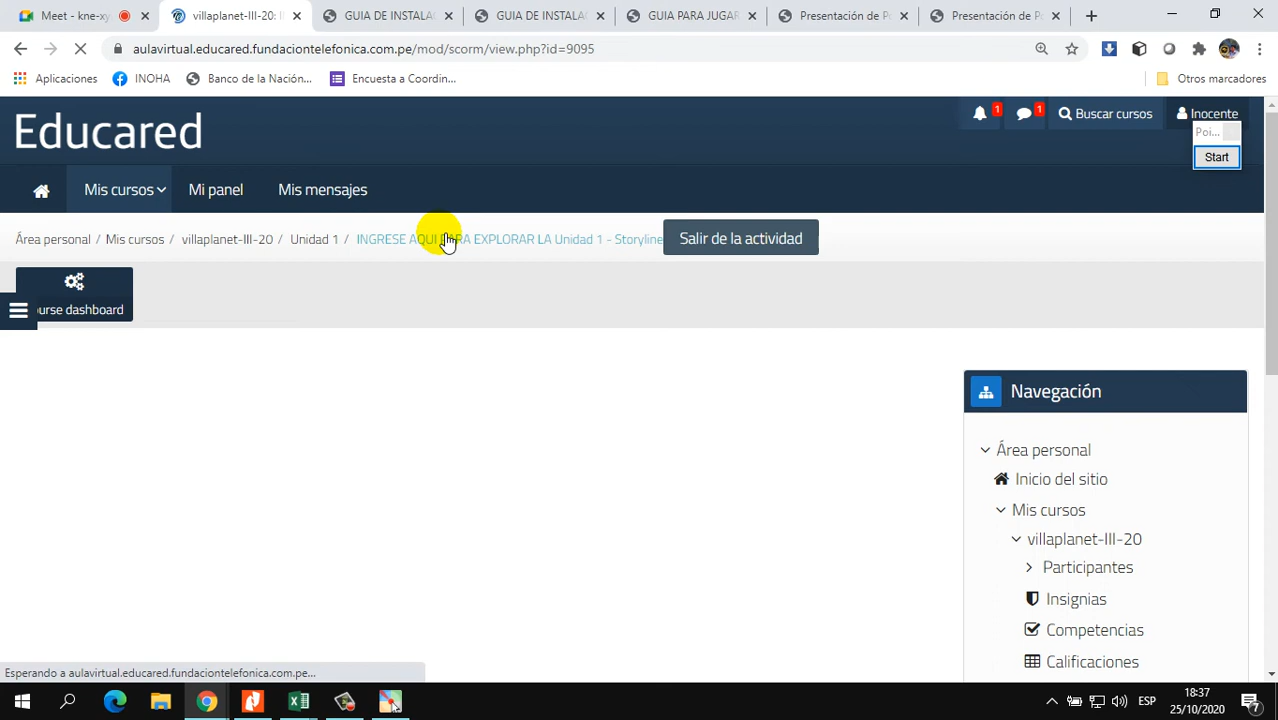 Meet - kne-xy
villaplanet-III-20: I
GUIA DE INSTALA
GUIA DE INSTALA
GUIA PARA JUGAR
Presentación de P
Presentación de P
aulavirtual.educared.fundaciontelefonica.com.pe/mod/scorm/view.php?id=9095
Aplicaciones INOHA Banco de la Nación... Encuesta a Coordin... Otros marcadores
Educared
1 1 Buscar cursos Inocente
Poi...
Start
Mis cursos Mi panel Mis mensajes
Área personal / Mis cursos / villaplanet-III-20 / Unidad 1 / INGRESE AQUI PARA EXPLORAR LA Unidad 1 - Storyline
Salir de la actividad
urse dashboard
Navegación
Área personal
Inicio del sitio
Mis cursos
villaplanet-III-20
Participantes
Insignias
Competencias
Calificaciones
Esperando a aulavirtual.educared.fundaciontelefonica.com.pe...
ESP
18:37
25/10/2020
7